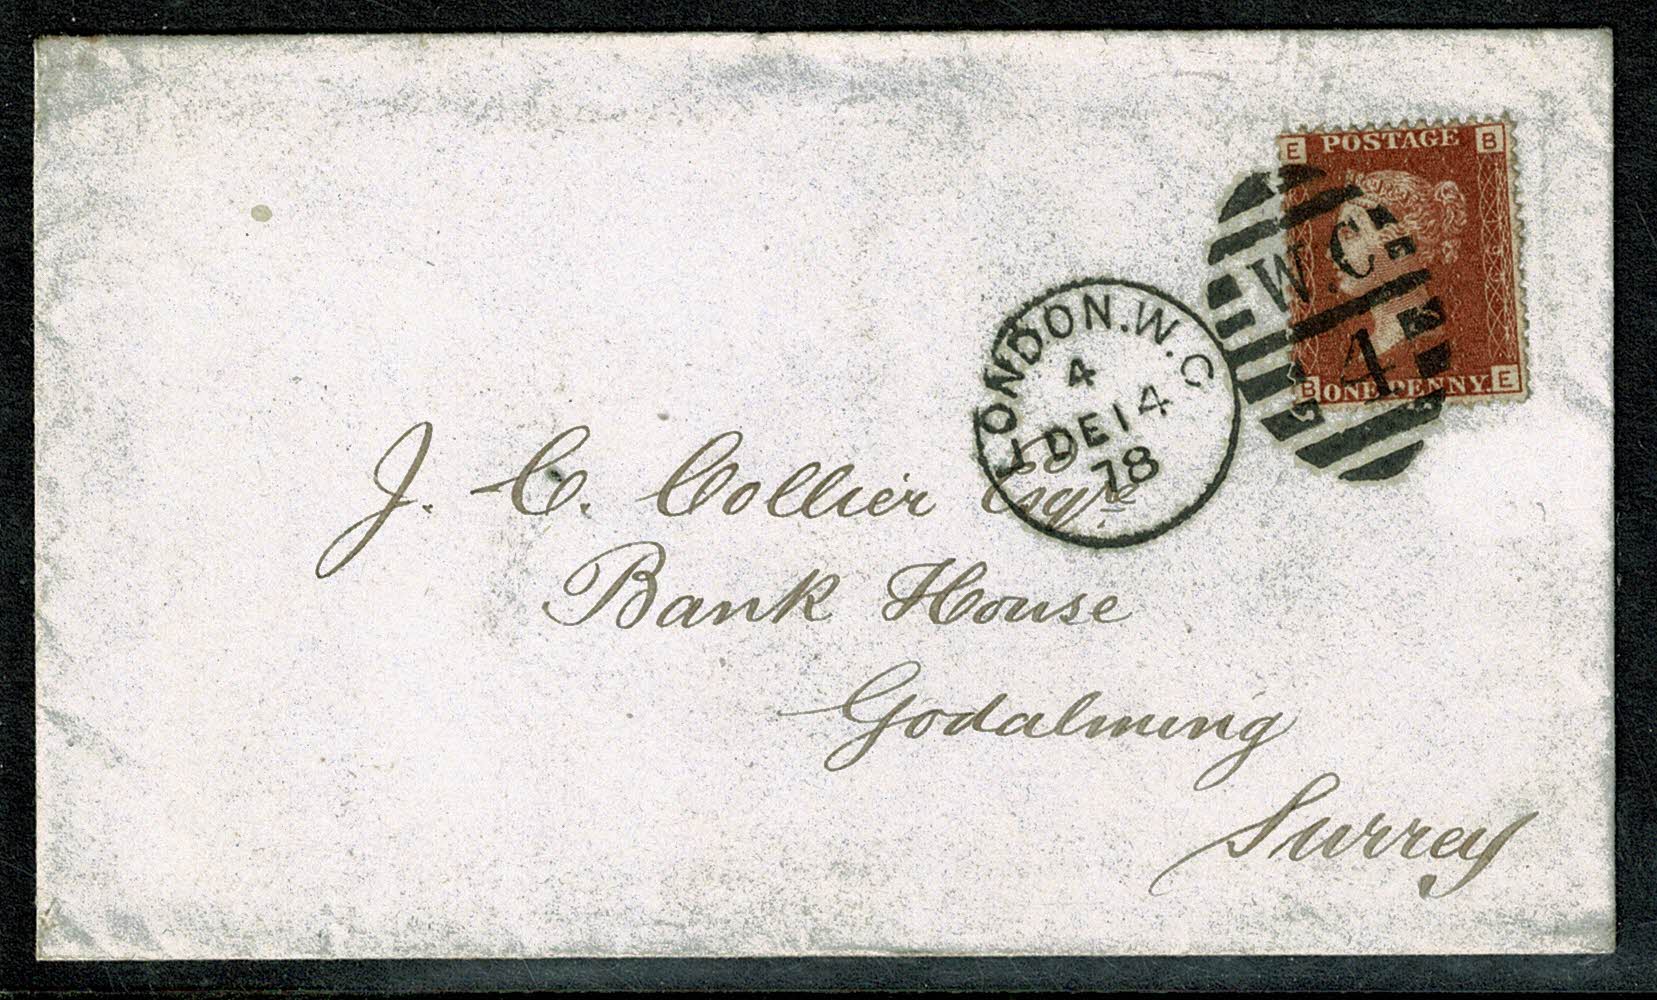 E POSTAGE B
W.C
4
B ONE PENNY. E
LONDON.W.C
4
DE 14
78
J. C. Collier Esqre
Bank House
Godalming
Surrey